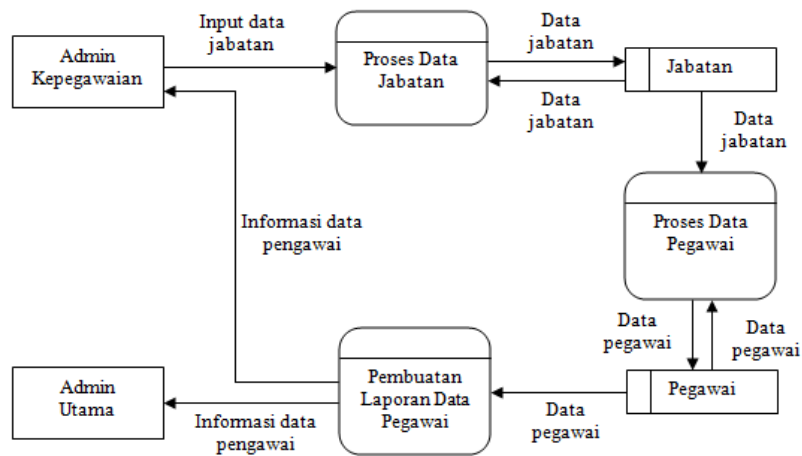 Admin
Kepegawaian
Input data
jabatan
Proses Data
Jabatan
Data
jabatan
Data
jabatan
Jabatan
Data
jabatan
Proses Data
Pegawai
Informasi data
pengawai
Data
pegawai
Data
pegawai
Pegawai
Data
pegawai
Pembuatan
Laporan Data
Pegawai
Admin
Utama
Informasi data
pengawai